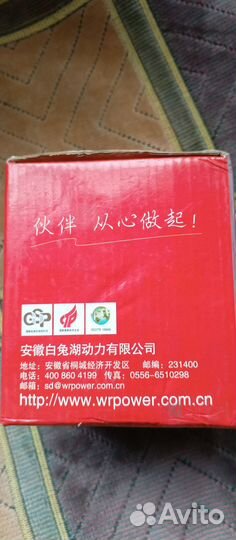 伙伴 从心做起!
安徽白兔湖动力有限公司
地址:安徽省桐城经济开发区 邮编:231400
电话:400 860 4199 传真:0556-6510298
邮箱:sd@wrpower.com.cn
http://www.wrpower.com.cn
Avito